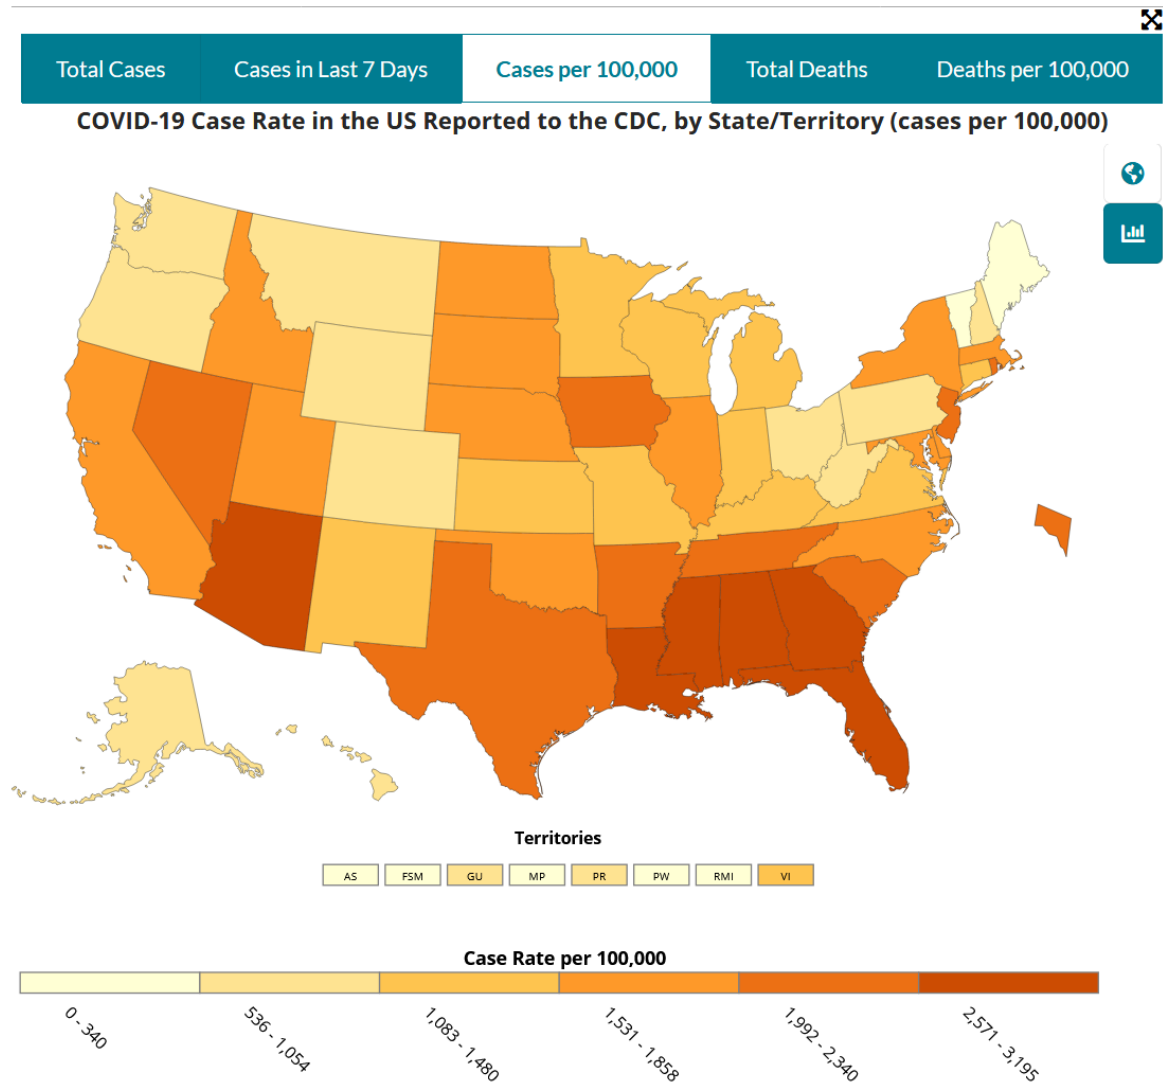 Total Cases
Cases in Last 7 Days
Cases per 100,000
Total Deaths
Deaths per 100,000
COVID-19 Case Rate in the US Reported to the CDC, by State/Territory (cases per 100,000)
Territories
AS
FSM
GU
MP
PR
PW
RMI
VI
Case Rate per 100,000
0 - 340
536 - 1,054
1,083 - 1,480
1,531 - 1,858
1,992 - 2,340
2,571 - 3,195